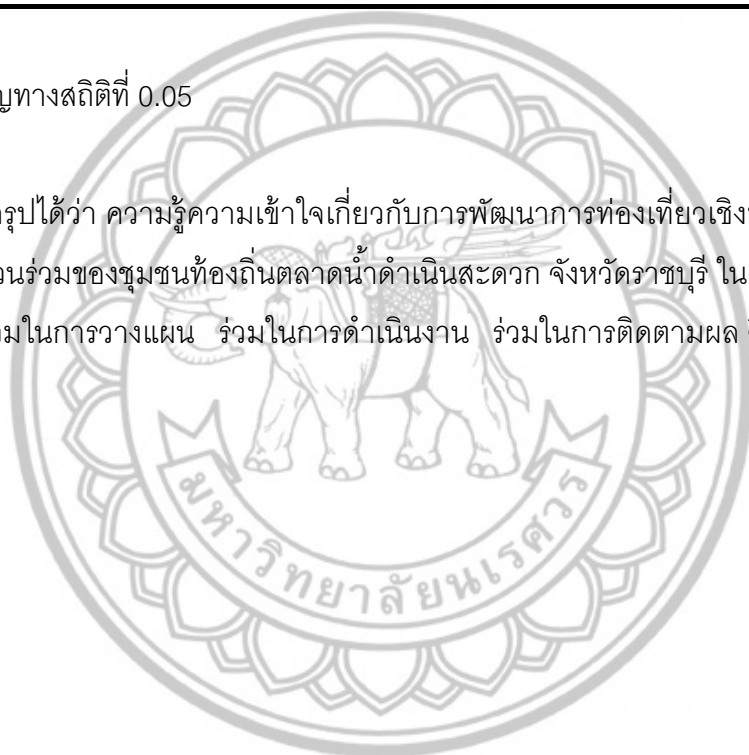 ญทางสถิติที่ 0.05
รุปได้ว่า ความรู้ความเข้าใจเกี่ยวกับการพัฒนาการท่องเที่ยวเชิง
วนร่วมของชุมชนท้องถิ่นตลาดน้ำดำเนินสะดวก จังหวัดราชบุรี ใน
มในการวางแผน ร่วมในการดำเนินงาน ร่วมในการติดตามผล
มหาวิทยาลัยนเรศวร